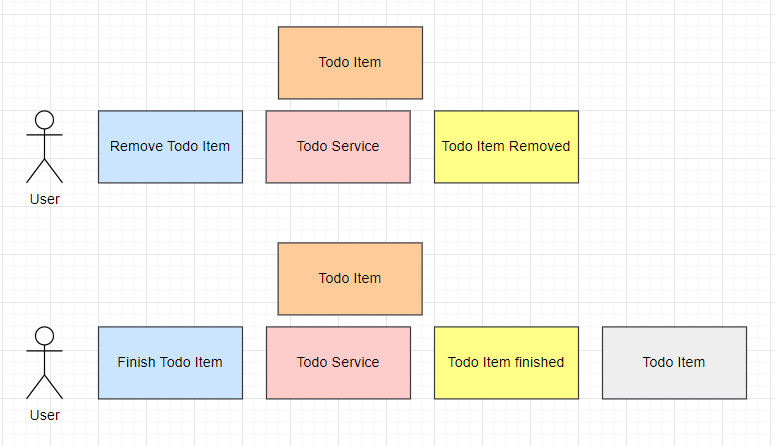 Todo Item
Remove Todo Item
Todo Service
Todo Item Removed
User
Todo Item
Finish Todo Item
Todo Service
Todo Item finished
Todo Item
User